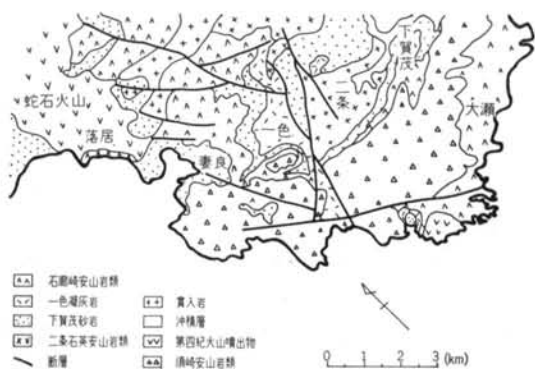 下賀茂
二条
大瀬
蛇石火山
落居
一色
妻良
石廊崎安山岩類
一色凝灰岩
下賀茂砂岩
二条石英安山岩類
断層
貫入岩
沖積層
第四紀火山噴出物
須崎安山岩類
0 1 2 3 (km)